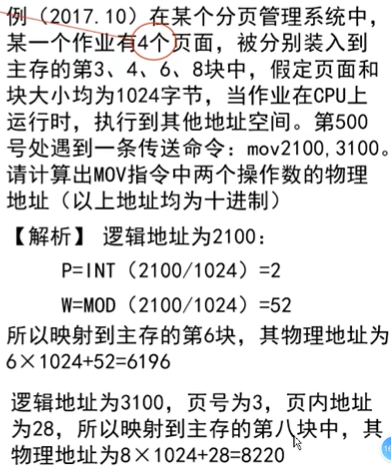 例（2017.10）在某个分页管理系统中，
某一个作业有4个页面，被分别装入到
主存的第3、4、6、8块中，假定页面和
块大小均为1024字节，当作业在CPU上
运行时，执行到其他地址空间。第500
号处遇到一条传送命令：mov2100,3100。
请计算出MOV指令中两个操作数的物理
地址（以上地址均为十进制）
【解析】 逻辑地址为2100：
P=INT（2100/1024）=2
W=MOD（2100/1024）=52
所以映射到主存的第6块，其物理地址为
6×1024+52=6196
逻辑地址为3100，页号为3，页内地址
为28，所以映射到主存的第八块中，其
物理地址为8×1024+28=8220